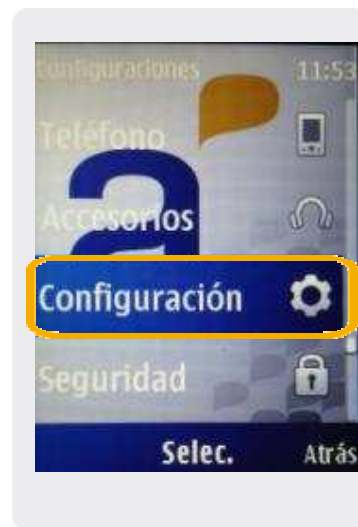 Configuraciones 11:53
Teléfono
Accesorios
Configuración
Seguridad
Selec. Atrás